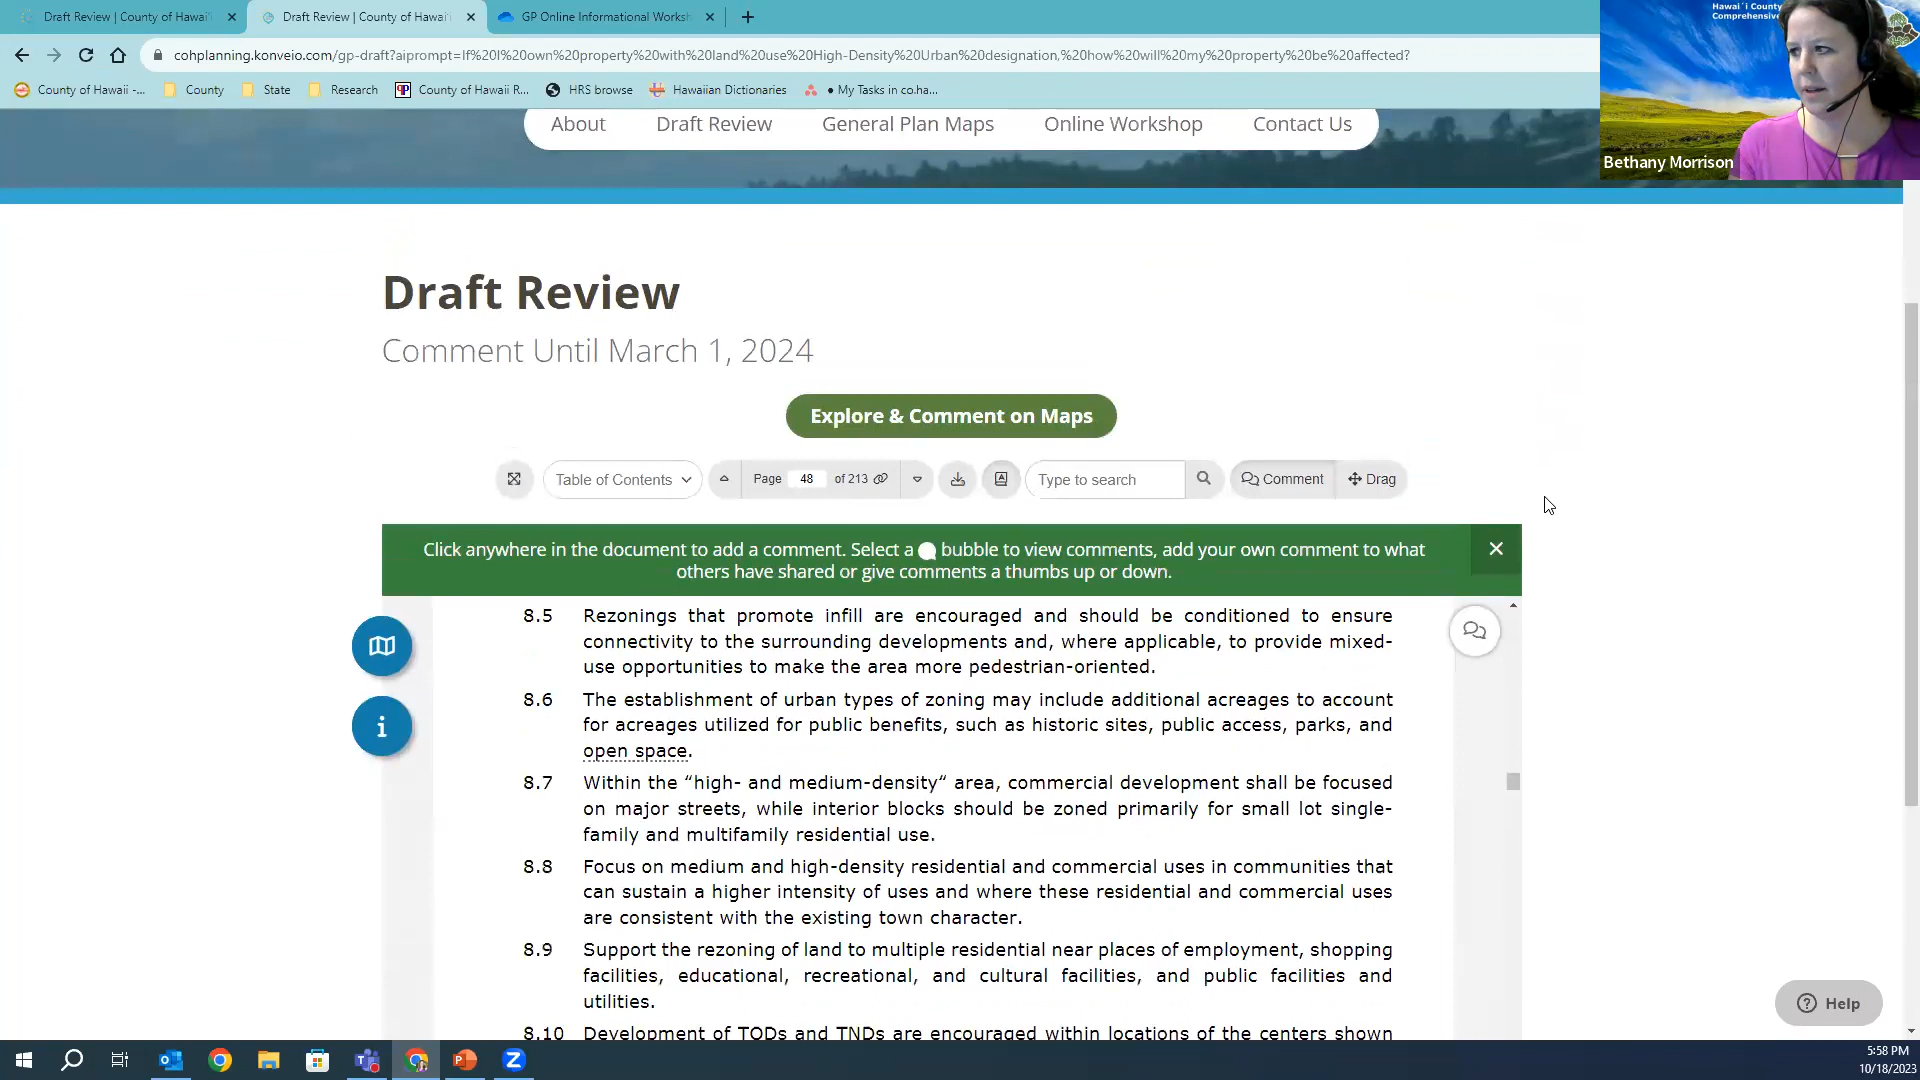 Draft Review | County of Hawaiʻ
Draft Review | County of Hawaiʻ
GP Online Informational Worksh
cohplanning.konveio.com/gp-draft?aiprompt=If%20I%20own%20property%20with%20land%20use%20High-Density%20Urban%20designation,%20how%20will%20my%20property%20be%20affected?
County of Hawaii -...
County
State
Research
County of Hawaii R...
HRS browse
Hawaiian Dictionaries
● My Tasks in co.ha...
Hawaiʻi County
Comprehensive
Bethany Morrison
About
Draft Review
General Plan Maps
Online Workshop
Contact Us
Draft Review
Comment Until March 1, 2024
Explore & Comment on Maps
Table of Contents
Page 48 of 213
Type to search
Comment
Drag
Click anywhere in the document to add a comment. Select a bubble to view comments, add your own comment to what
others have shared or give comments a thumbs up or down.
8.5 Rezonings that promote infill are encouraged and should be conditioned to ensure
connectivity to the surrounding developments and, where applicable, to provide mixed-
use opportunities to make the area more pedestrian-oriented.
8.6 The establishment of urban types of zoning may include additional acreages to account
for acreages utilized for public benefits, such as historic sites, public access, parks, and
open space.
8.7 Within the “high- and medium-density“ area, commercial development shall be focused
on major streets, while interior blocks should be zoned primarily for small lot single-
family and multifamily residential use.
8.8 Focus on medium and high-density residential and commercial uses in communities that
can sustain a higher intensity of uses and where these residential and commercial uses
are consistent with the existing town character.
8.9 Support the rezoning of land to multiple residential near places of employment, shopping
facilities, educational, recreational, and cultural facilities, and public facilities and
utilities.
8.10 Development of TODs and TNDs are encouraged within locations of the centers shown
Help
5:58 PM
10/18/2023